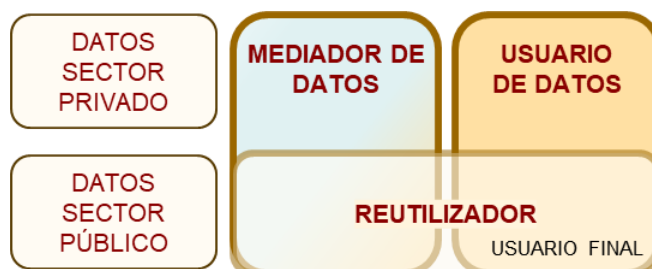 DATOS
SECTOR
PRIVADO
MEDIADOR DE
DATOS
USUARIO
DE DATOS
DATOS
SECTOR
PÚBLICO
REUTILIZADOR
USUARIO FINAL